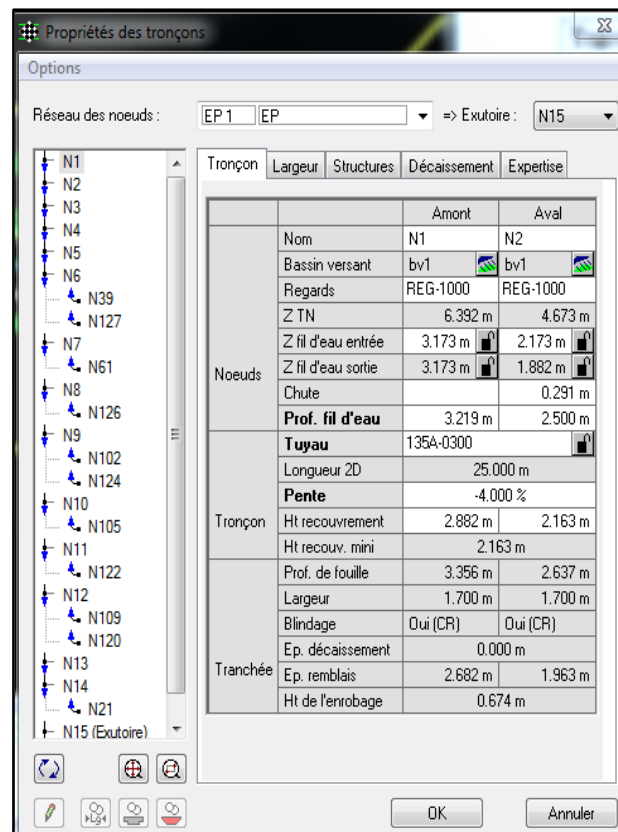 Propriétés des tronçons
Options
Réseau des noeuds : EP 1 EP => Exutoire : N15
N1
N2
N3
N4
N5
N6
N39
N127
N7
N61
N8
N126
N9
N102
N124
N10
N105
N11
N122
N12
N109
N120
N13
N14
N21
N15 (Exutoire)
Tronçon Largeur Structures Décaissement Expertise
Amont Aval
Noeuds
Nom N1 N2
Bassin versant bv1 bv1
Regards REG-1000 REG-1000
Z TN 6.392 m 4.673 m
Z fil d'eau entrée 3.173 m 2.173 m
Z fil d'eau sortie 3.173 m 1.882 m
Chute 0.291 m
Prof. fil d'eau 3.219 m 2.500 m
Tronçon
Tuyau 135A-0300
Longueur 2D 25.000 m
Pente -4.000 %
Ht recouvrement 2.882 m 2.163 m
Ht recouv. mini 2.163 m
Tranchée
Prof. de fouille 3.356 m 2.637 m
Largeur 1.700 m 1.700 m
Blindage Oui (CR) Oui (CR)
Ep. décaissement 0.000 m
Ep. remblais 2.682 m 1.963 m
Ht de l'enrobage 0.674 m
OK Annuler